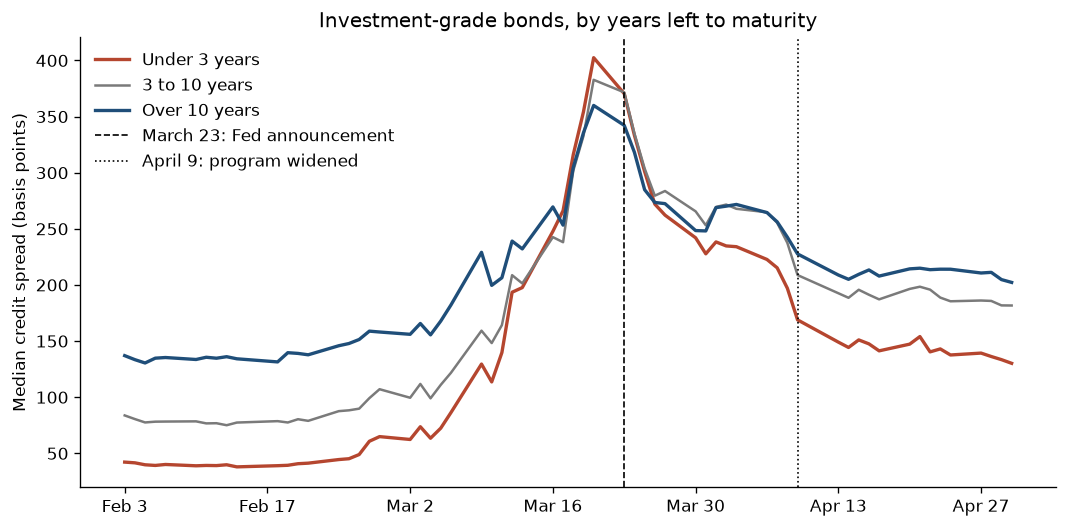 Investment-grade bonds, by years left to maturity
Median credit spread (basis points)
400
350
300
250
200
150
100
50
Under 3 years
3 to 10 years
Over 10 years
March 23: Fed announcement
April 9: program widened
Feb 3
Feb 17
Mar 2
Mar 16
Mar 30
Apr 13
Apr 27